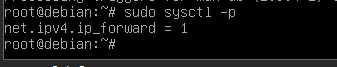 root@debian:~# sudo sysctl -p
net.ipv4.ip_forward = 1
root@debian:~#